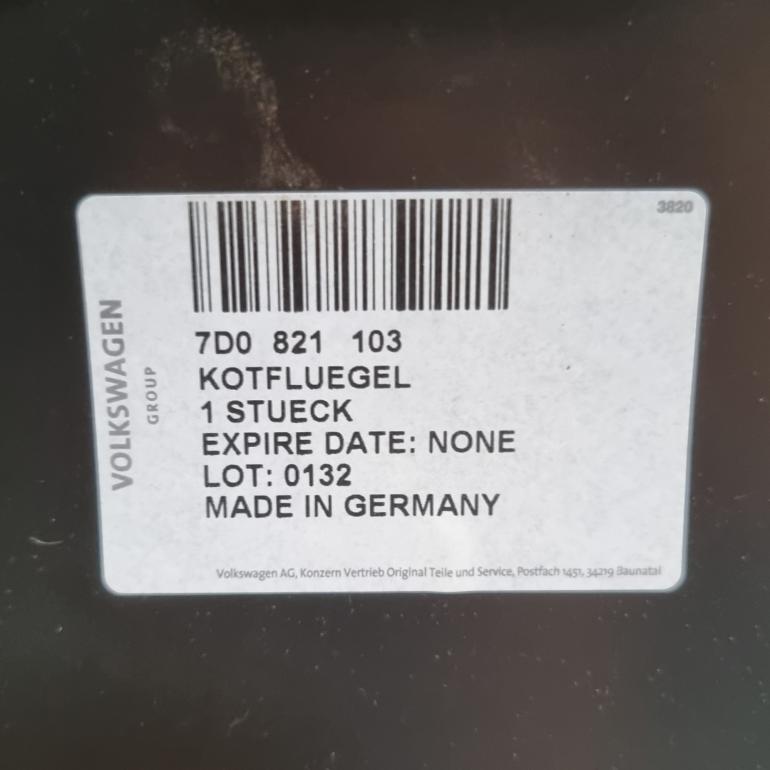 3820
VOLKSWAGEN
GROUP
7D0 821 103
KOTFLUEGEL
1 STUECK
EXPIRE DATE: NONE
LOT: 0132
MADE IN GERMANY
Volkswagen AG, Konzern Vertrieb Original Teile und Service, Postfach 1451, 34219 Baunatal